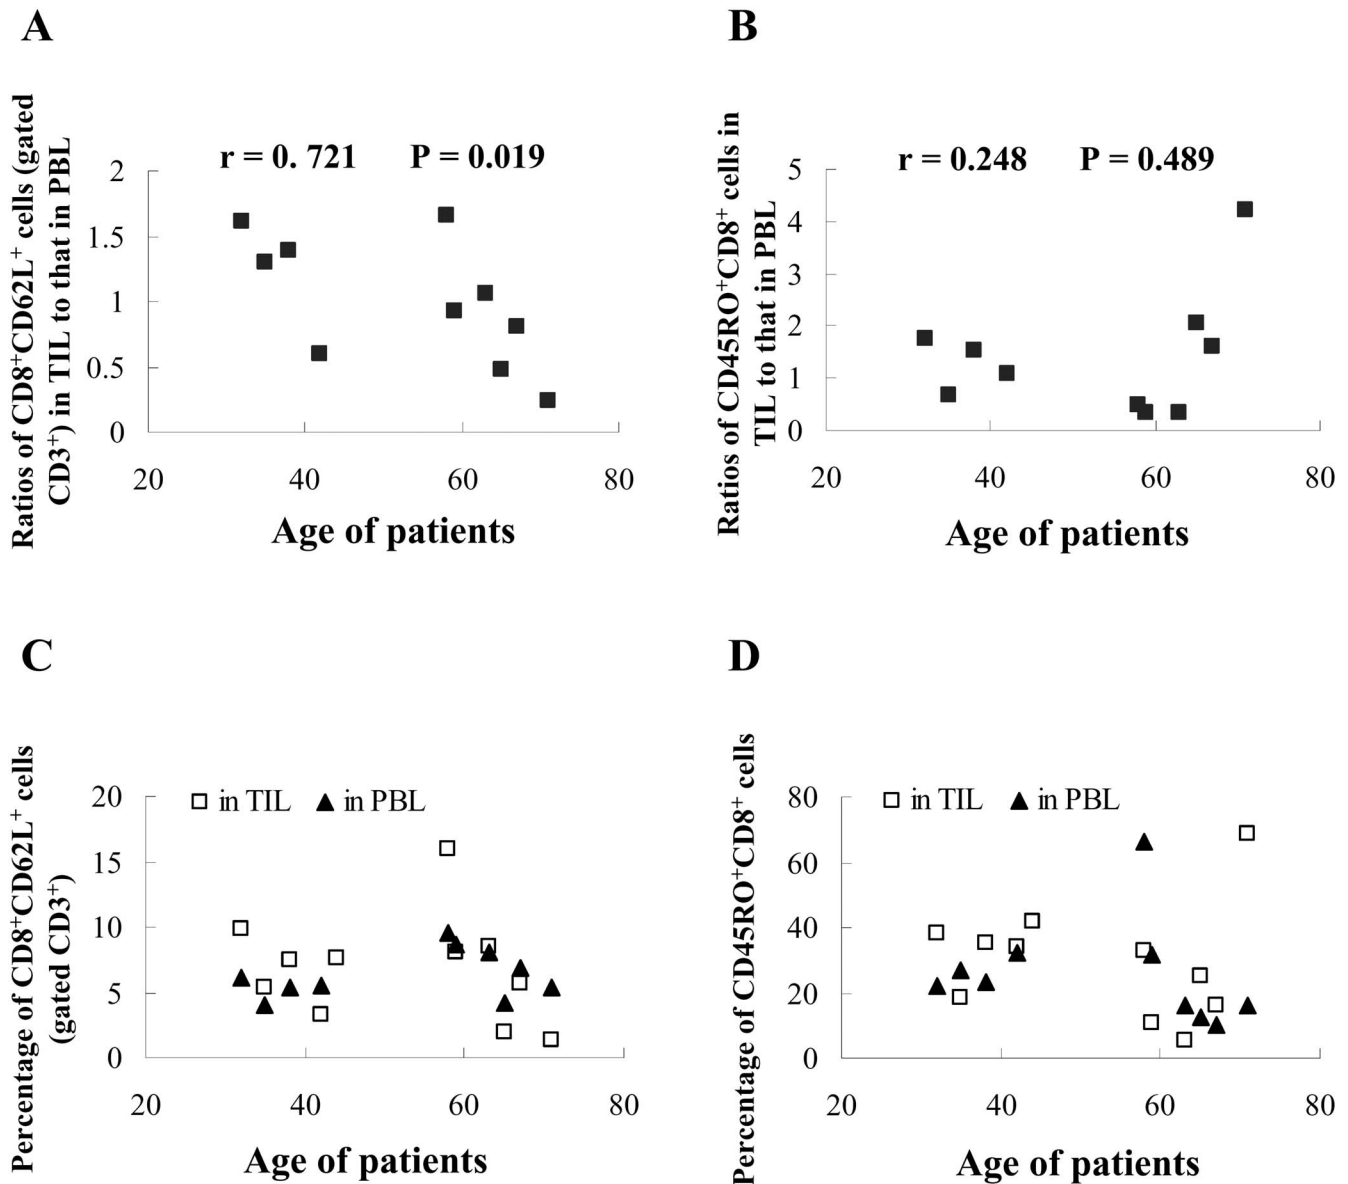 A
r = 0. 721
P = 0.019
Ratios of CD8⁺CD62L⁺ cells (gated
CD3⁺) in TIL to that in PBL
2
1.5
1
0.5
0
20
40
60
80
Age of patients
B
r = 0.248
P = 0.489
Ratios of CD45RO⁺CD8⁺ cells in
TIL to that in PBL
5
4
3
2
1
0
20
40
60
80
Age of patients
C
Percentage of CD8⁺CD62L⁺ cells
(gated CD3⁺)
in TIL
in PBL
20
15
10
5
0
20
40
60
80
Age of patients
D
Percentage of CD45RO⁺CD8⁺ cells
in TIL
in PBL
80
60
40
20
0
20
40
60
80
Age of patients